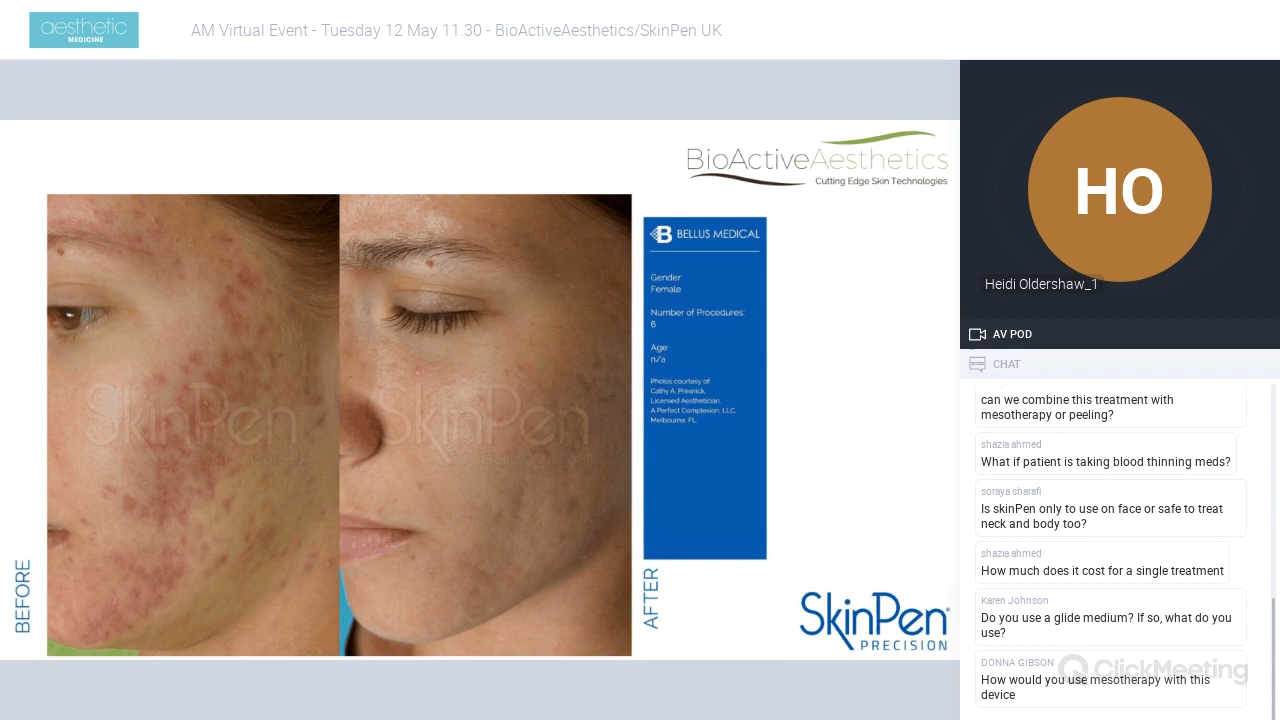 aesthetic
MEDICINE
AM Virtual Event - Tuesday 12 May 11.30 - BioActiveAesthetics/SkinPen UK
BioActiveAesthetics
Cutting Edge Skin Technologies
BELLUS MEDICAL
Gender:
Female
Number of Procedures:
6
Age:
n/a
Photos courtesy of:
Cathy A. Presnick,
Licensed Aesthetician,
A Perfect Complexion, LLC,
Melbourne, FL.
SkinPen
SkinPen
BEFORE
AFTER
SkinPen®
PRECISION
HO
Heidi Oldershaw_1
AV POD
CHAT
can we combine this treatment with
mesotherapy or peeling?
shazia ahmed
What if patient is taking blood thinning meds?
soraya sharafi
Is skinPen only to use on face or safe to treat
neck and body too?
shazia ahmed
How much does it cost for a single treatment
Karen Johnson
Do you use a glide medium? If so, what do you
use?
DONNA GIBSON
ClickMeeting
How would you use mesotherapy with this
device